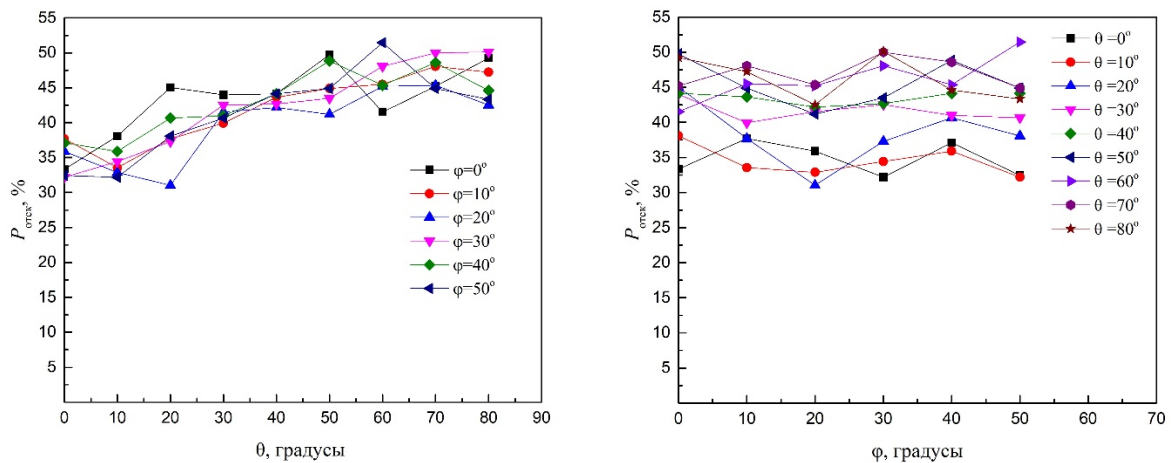 55
50
45
40
35
30
25
20
15
10
5
Pотск, %
φ=0°
φ=10°
φ=20°
φ=30°
φ=40°
φ=50°
0 10 20 30 40 50 60 70 80 90
θ, градусы
55
50
45
40
35
30
25
20
15
10
5
Pотск, %
θ =0°
θ =10°
θ =20°
θ =30°
θ =40°
θ =50°
θ =60°
θ =70°
θ =80°
0 10 20 30 40 50 60 70
φ, градусы